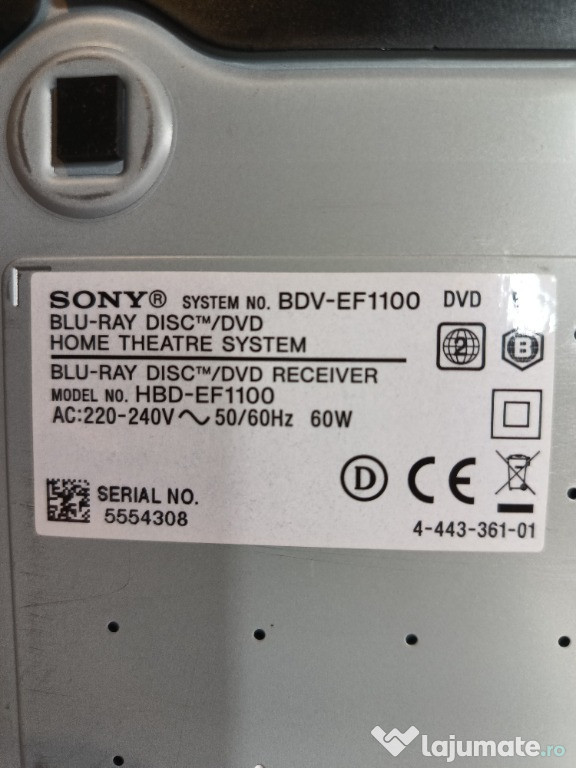 SONY® SYSTEM NO. BDV-EF1100 DVD
BLU-RAY DISC™/DVD
HOME THEATRE SYSTEM
2 B
BLU-RAY DISC™/DVD RECEIVER
MODEL NO. HBD-EF1100
AC:220-240V ~ 50/60Hz 60W
D CE
SERIAL NO.
5554308
4-443-361-01
lajumate.ro